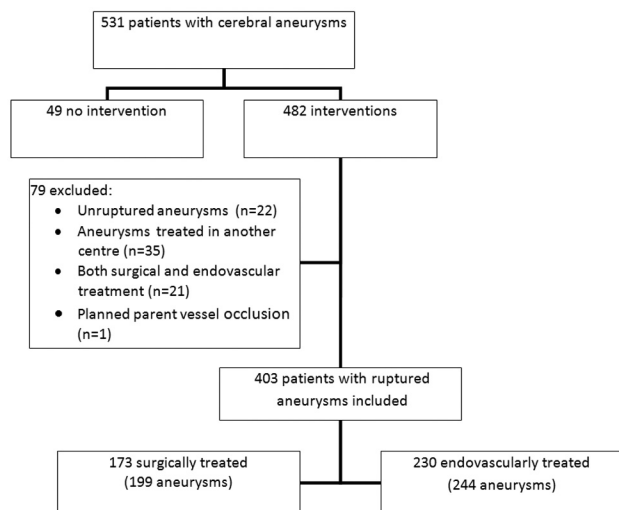 531 patients with cerebral aneurysms
49 no intervention
482 interventions
79 excluded:
• Unruptured aneurysms (n=22)
• Aneurysms treated in another
centre (n=35)
• Both surgical and endovascular
treatment (n=21)
• Planned parent vessel occlusion
(n=1)
403 patients with ruptured
aneurysms included
173 surgically treated
(199 aneurysms)
230 endovascularly treated
(244 aneurysms)